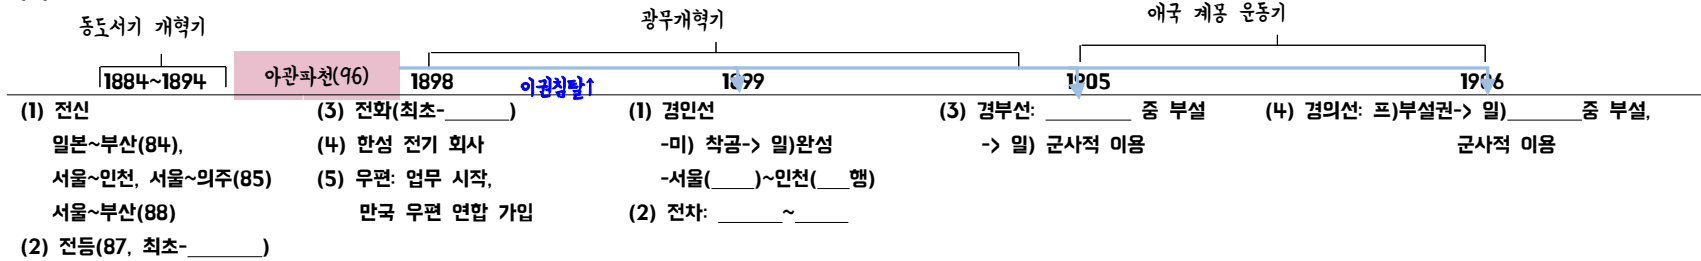 동도서기 개혁기
광무개혁기
애국 계몽 운동기
1884~1894
아관파천(96)
1898
이권침탈↑
1899
1905
1906
(1) 전신
일본~부산(84),
서울~인천, 서울~의주(85)
서울~부산(88)
(2) 전등(87, 최초-________)
(3) 전화(최초-_______)
(4) 한성 전기 회사
(5) 우편: 업무 시작,
만국 우편 연합 가입
(1) 경인선
-미) 착공-> 일)완성
-서울(____)~인천(___행)
(2) 전차: ______~_____
(3) 경부선: _________ 중 부설
-> 일) 군사적 이용
(4) 경의선: 프)부설권-> 일)________중 부설,
군사적 이용